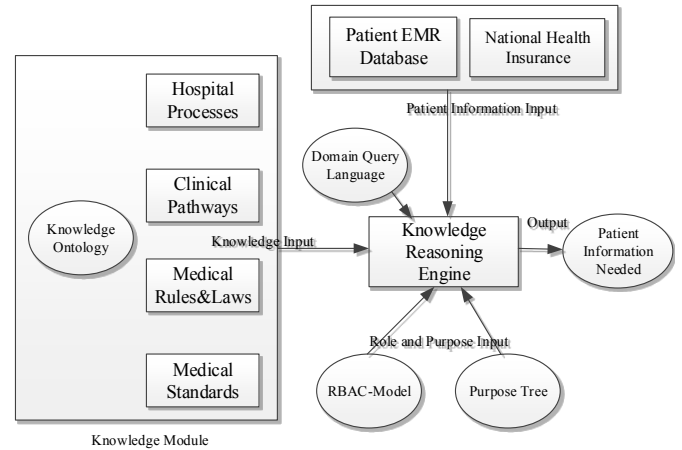 Patient EMR
Database
National Health
Insurance
Hospital
Processes
Patient Information Input
Domain Query
Language
Clinical
Pathways
Knowledge
Ontology
Knowledge Input
Knowledge
Reasoning
Engine
Output
Patient
Information
Needed
Medical
Rules&Laws
Role and Purpose Input
Medical
Standards
RBAC-Model
Purpose Tree
Knowledge Module